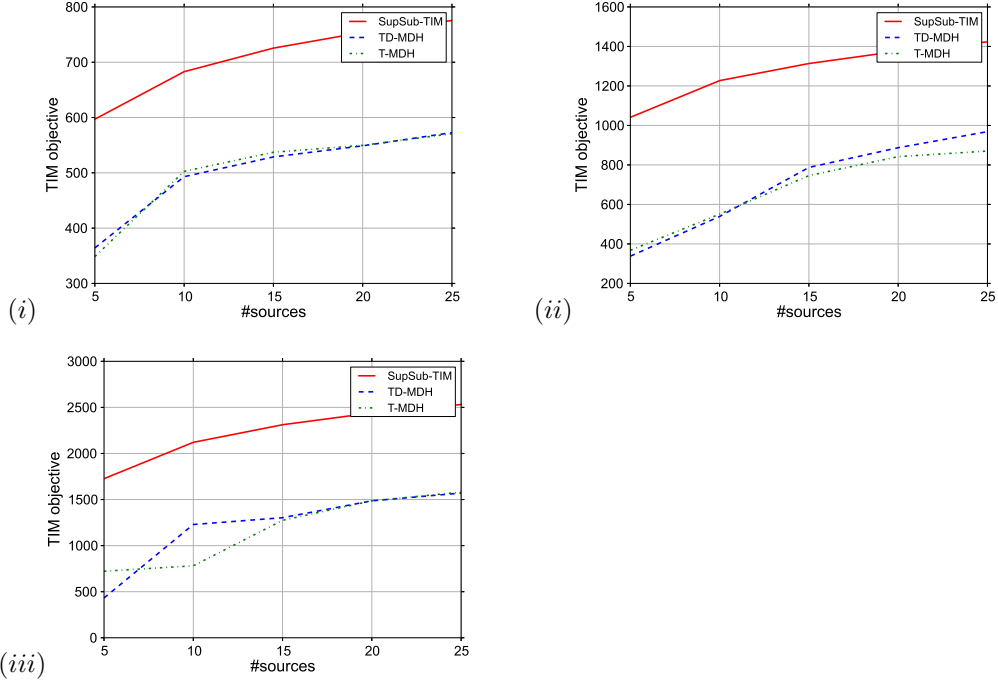 800
700
600
500
400
300
TIM objective
5 10 15 20 25
#sources
SupSub-TIM
TD-MDH
T-MDH
(i)
1600
1400
1200
1000
800
600
400
200
TIM objective
5 10 15 20 25
#sources
SupSub-TIM
TD-MDH
T-MDH
(ii)
3000
2500
2000
1500
1000
500
0
TIM objective
5 10 15 20 25
#sources
SupSub-TIM
TD-MDH
T-MDH
(iii)